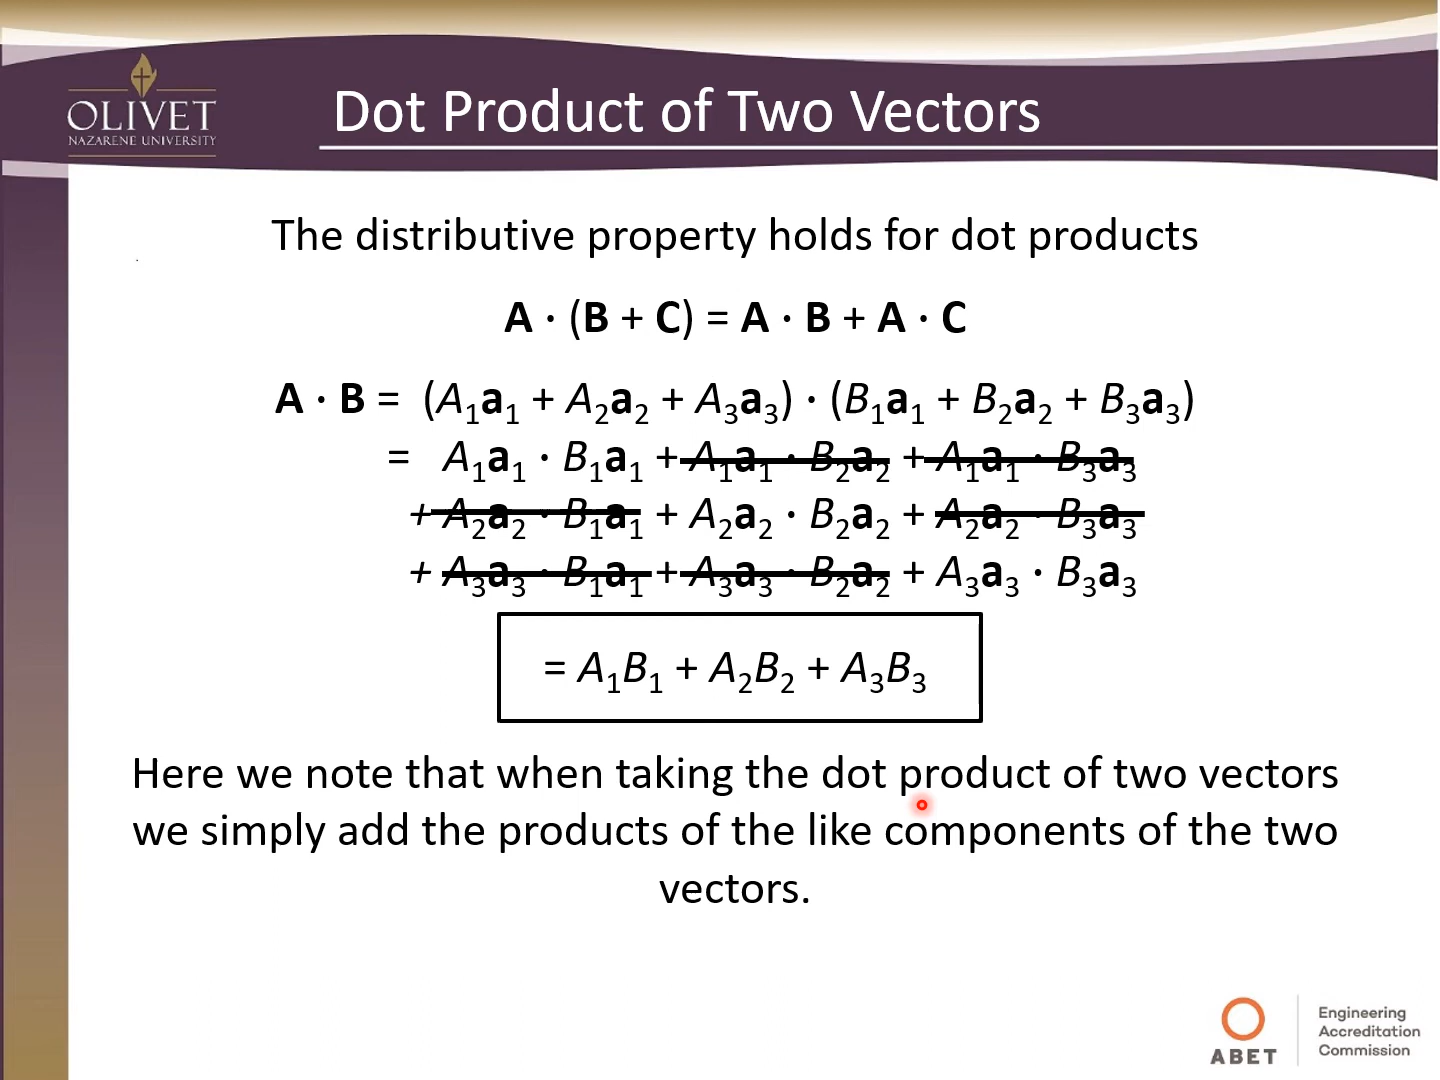 OLIVET
NAZARENE UNIVERSITY
Dot Product of Two Vectors
The distributive property holds for dot products
A · (B + C) = A · B + A · C
A · B = (A₁a₁ + A₂a₂ + A₃a₃) · (B₁a₁ + B₂a₂ + B₃a₃)
= A₁a₁ · B₁a₁ + A₁a₁ · B₂a₂ + A₁a₁ · B₃a₃
+ A₂a₂ · B₁a₁ + A₂a₂ · B₂a₂ + A₂a₂ · B₃a₃
+ A₃a₃ · B₁a₁ + A₃a₃ · B₂a₂ + A₃a₃ · B₃a₃
= A₁B₁ + A₂B₂ + A₃B₃
Here we note that when taking the dot product of two vectors
we simply add the products of the like components of the two
vectors.
ABET
Engineering
Accreditation
Commission